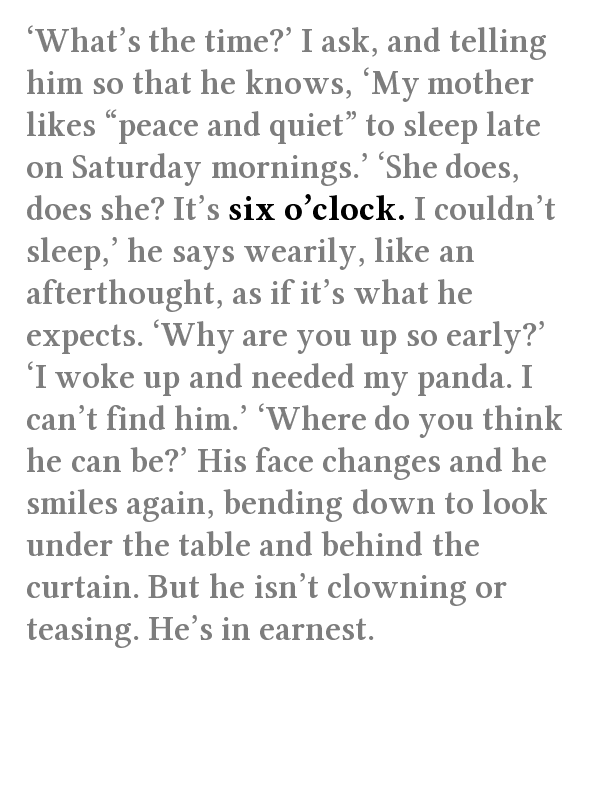 ‘What’s the time?’ I ask, and telling
him so that he knows, ‘My mother
likes “peace and quiet” to sleep late
on Saturday mornings.’ ‘She does,
does she? It’s six o’clock. I couldn’t
sleep,’ he says wearily, like an
afterthought, as if it’s what he
expects. ‘Why are you up so early?’
‘I woke up and needed my panda. I
can’t find him.’ ‘Where do you think
he can be?’ His face changes and he
smiles again, bending down to look
under the table and behind the
curtain. But he isn’t clowning or
teasing. He’s in earnest.